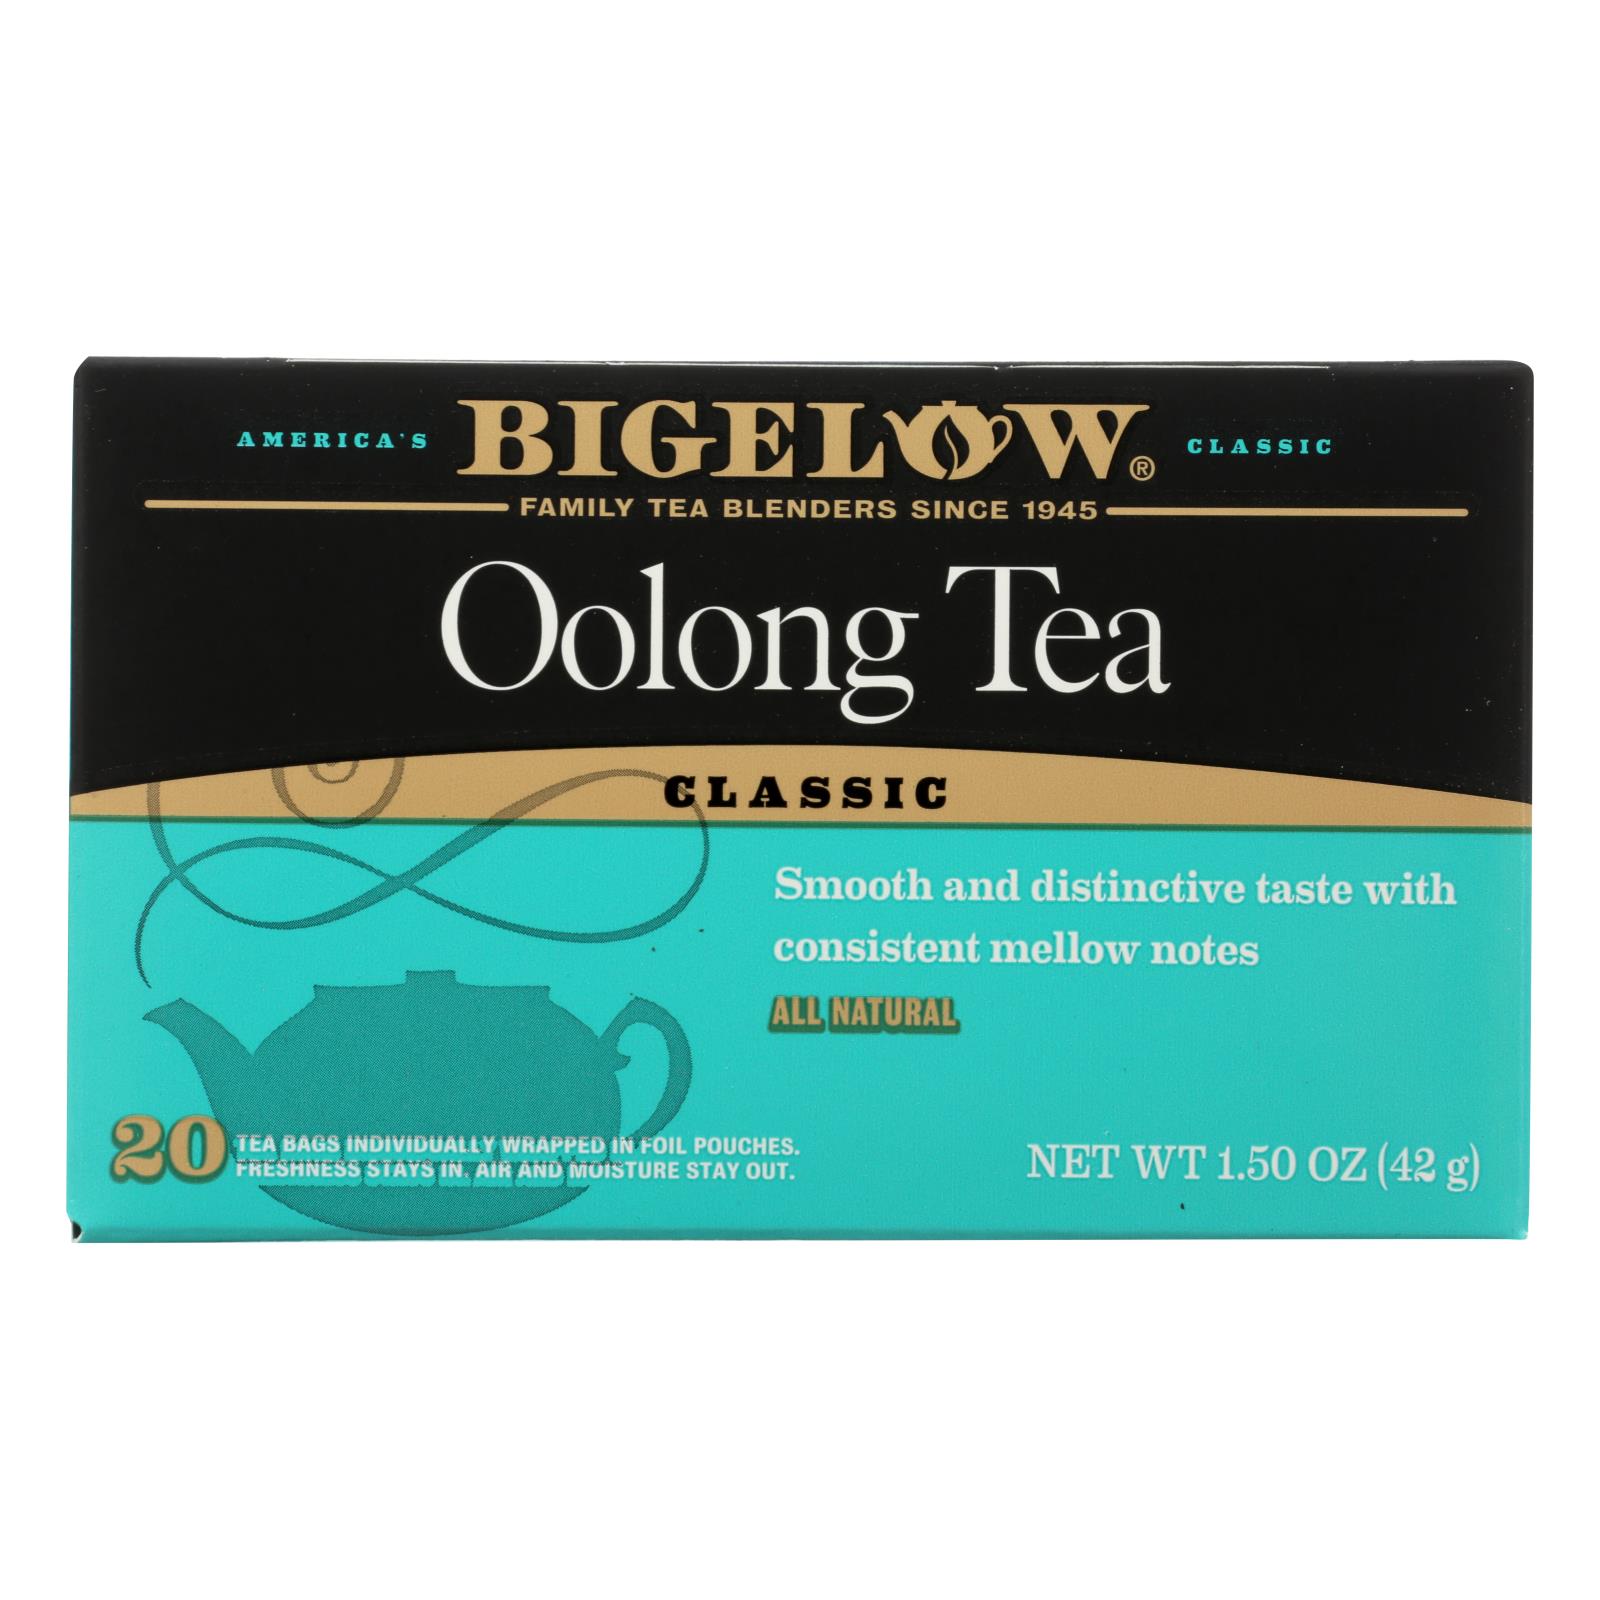 AMERICA'S BIGELOW® CLASSIC
FAMILY TEA BLENDERS SINCE 1945
Oolong Tea
CLASSIC
Smooth and distinctive taste with
consistent mellow notes
ALL NATURAL
20 TEA BAGS INDIVIDUALLY WRAPPED IN FOIL POUCHES.
FRESHNESS STAYS IN. AIR AND MOISTURE STAY OUT.
NET WT 1.50 OZ (42 g)